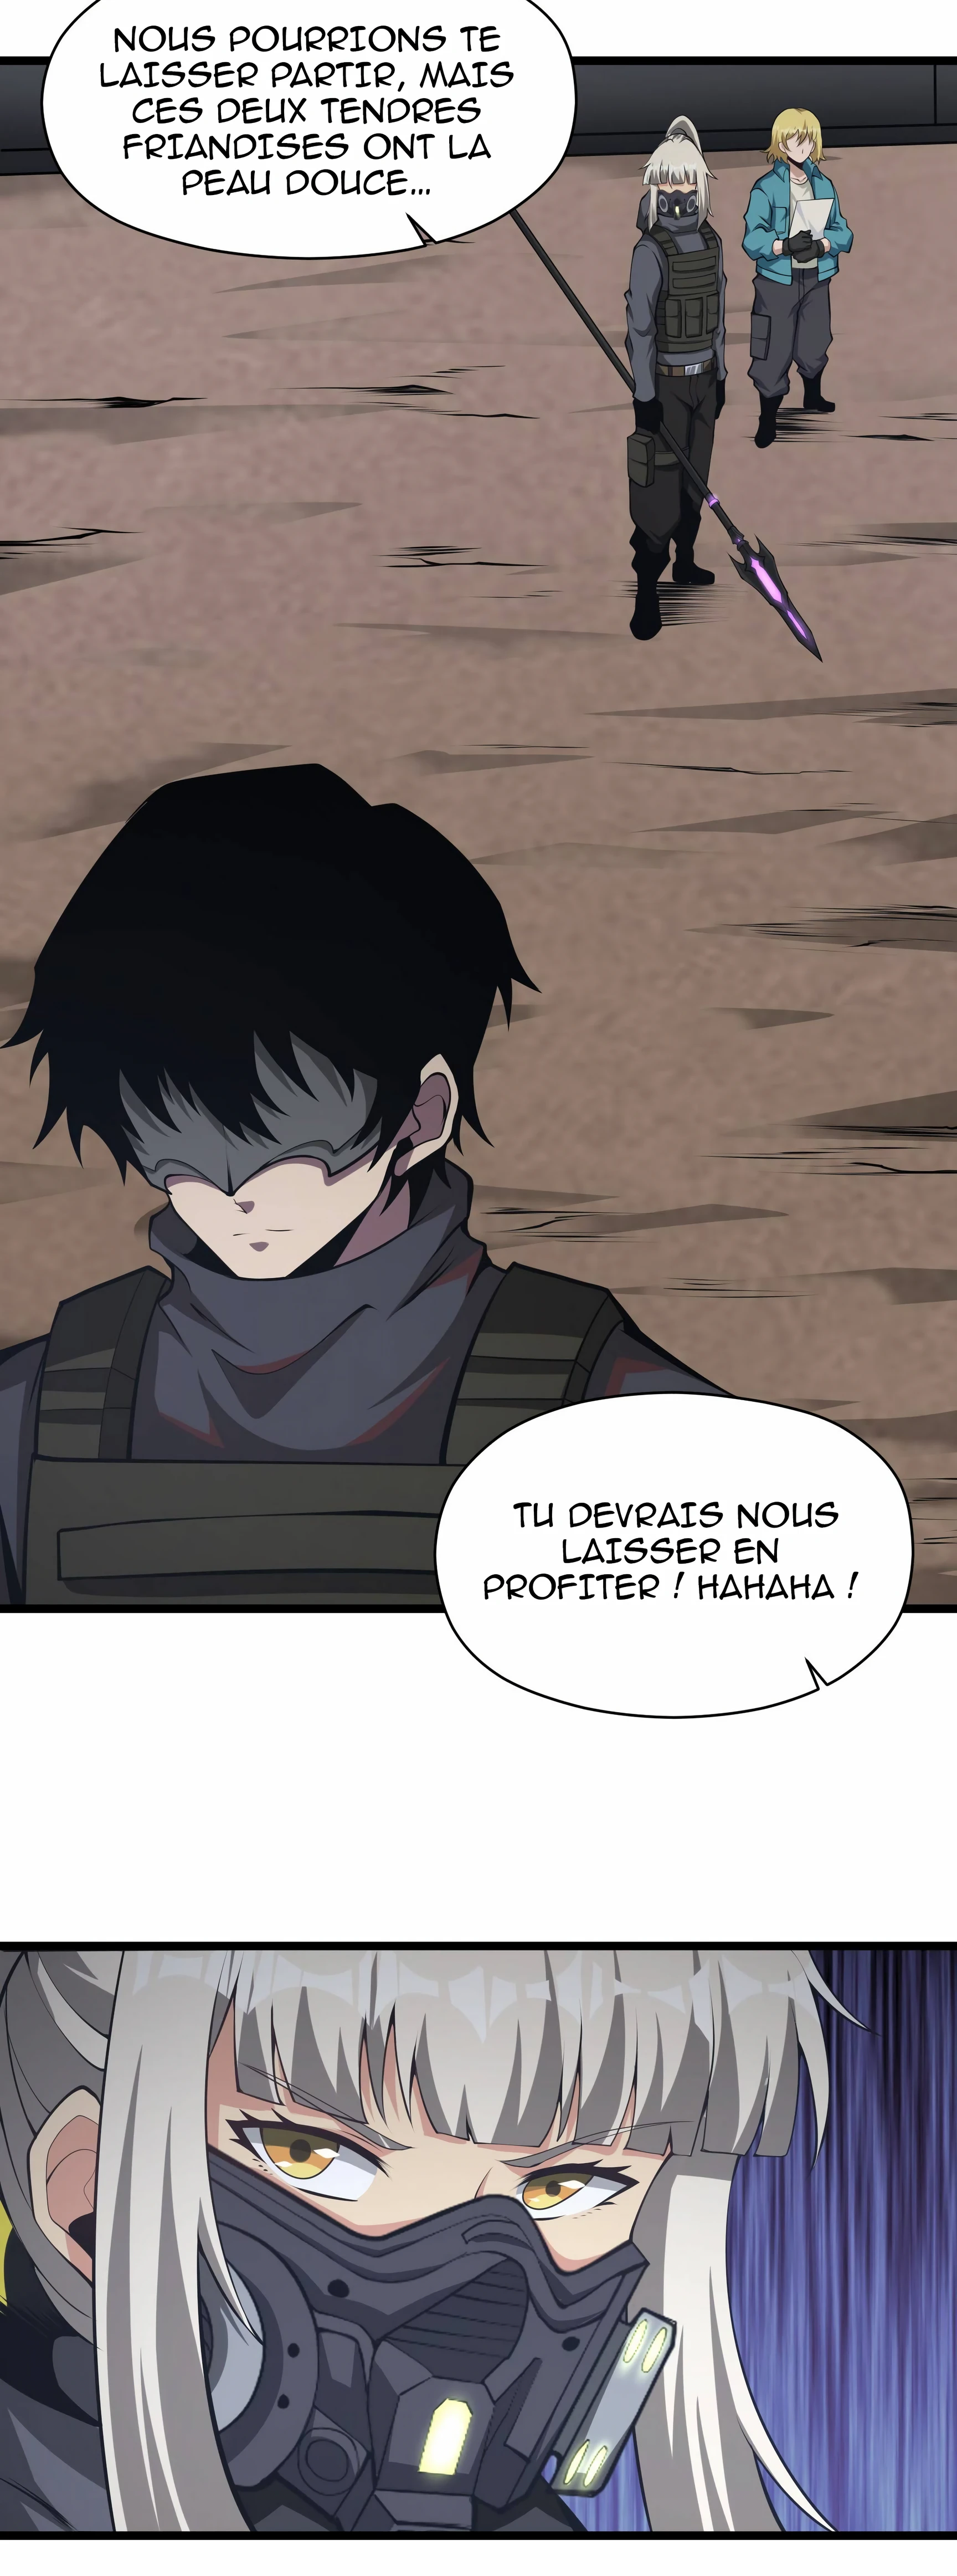 NOUS POURRIONS TE
LAISSER PARTIR, MAIS
CES DEUX TENDRES
FRIANDISES ONT LA
PEAU DOUCE...
TU DEVRAIS NOUS
LAISSER EN
PROFITER ! HAHAHA !